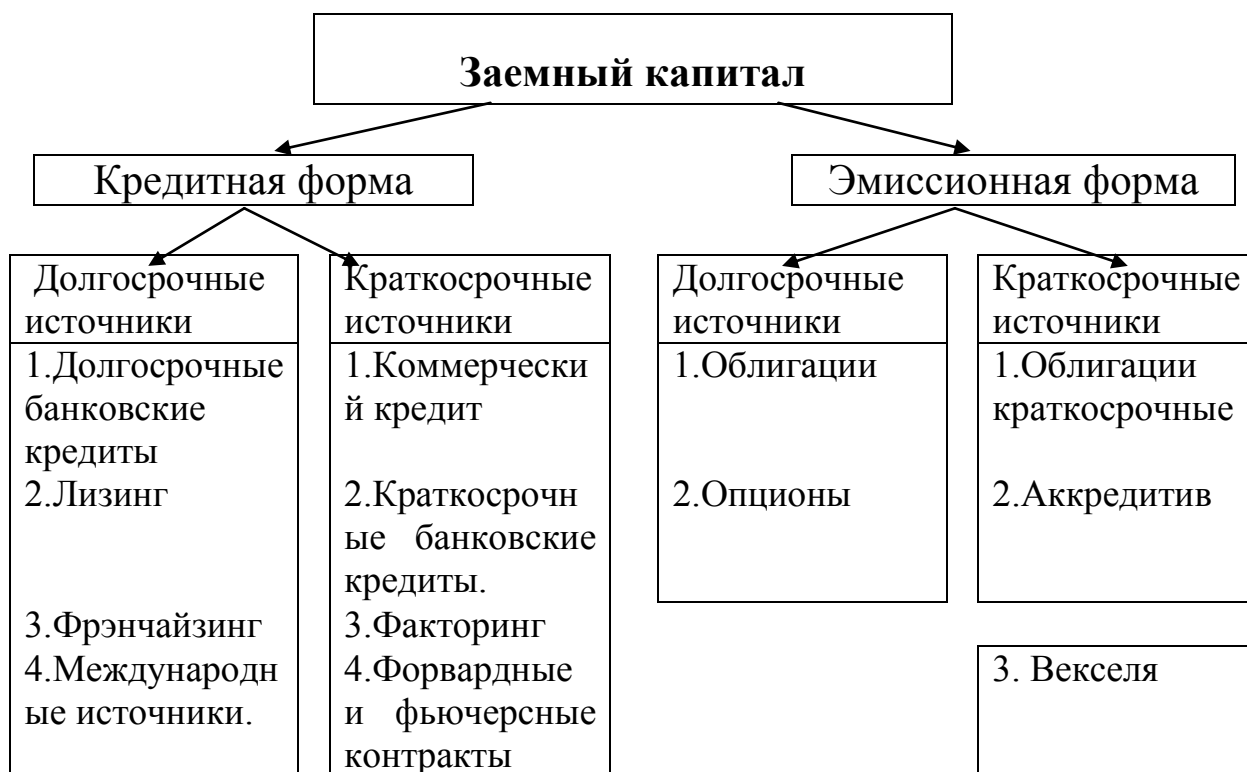 Заемный капитал
Кредитная форма
Эмиссионная форма
Долгосрочные
источники
1.Долгосрочные
банковские
кредиты
2.Лизинг
3.Фрэнчайзинг
4.Международн
ые источники.
Краткосрочные
источники
1.Коммерчески
й кредит
2.Краткосрочн
ые банковские
кредиты.
3.Факторинг
4.Форвардные
и фьючерсные
контракты
Долгосрочные
источники
1.Облигации
2.Опционы
Краткосрочные
источники
1.Облигации
краткосрочные
2.Аккредитив
3. Векселя